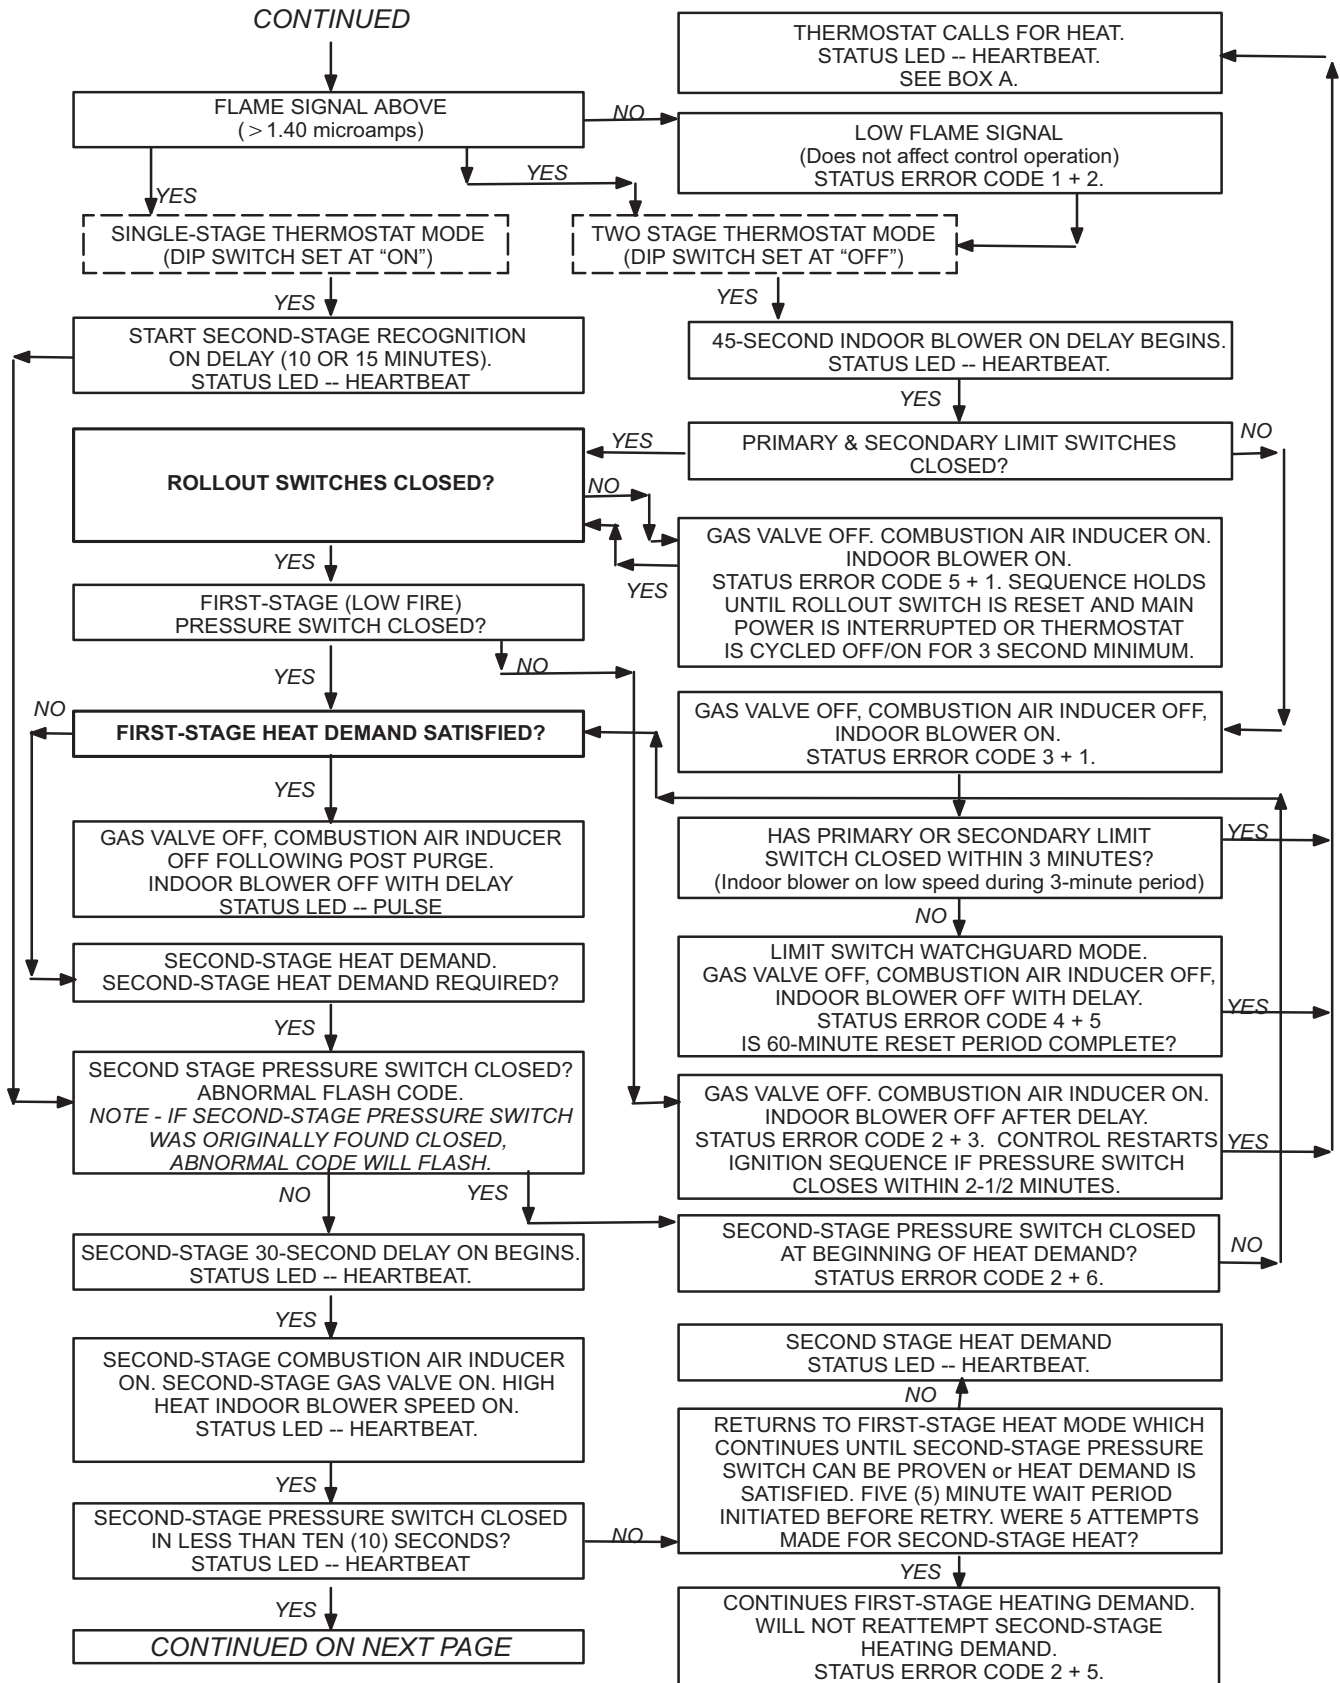 CONTINUED
THERMOSTAT CALLS FOR HEAT.
STATUS LED -- HEARTBEAT.
SEE BOX A.
FLAME SIGNAL ABOVE
(>1.40 microamps)
NO
LOW FLAME SIGNAL
(Does not affect control operation)
STATUS ERROR CODE 1 + 2.
YES
YES
SINGLE-STAGE THERMOSTAT MODE
(DIP SWITCH SET AT “ON”)
TWO STAGE THERMOSTAT MODE
(DIP SWITCH SET AT “OFF”)
YES
YES
START SECOND-STAGE RECOGNITION
ON DELAY (10 OR 15 MINUTES).
STATUS LED -- HEARTBEAT
45-SECOND INDOOR BLOWER ON DELAY BEGINS.
STATUS LED -- HEARTBEAT.
YES
PRIMARY & SECONDARY LIMIT SWITCHES
CLOSED?
YES
NO
ROLLOUT SWITCHES CLOSED?
NO
GAS VALVE OFF. COMBUSTION AIR INDUCER ON.
INDOOR BLOWER ON.
STATUS ERROR CODE 5 + 1. SEQUENCE HOLDS
UNTIL ROLLOUT SWITCH IS RESET AND MAIN
POWER IS INTERRUPTED OR THERMOSTAT
IS CYCLED OFF/ON FOR 3 SECOND MINIMUM.
YES
YES
FIRST-STAGE (LOW FIRE)
PRESSURE SWITCH CLOSED?
NO
YES
GAS VALVE OFF, COMBUSTION AIR INDUCER OFF,
INDOOR BLOWER ON.
STATUS ERROR CODE 3 + 1.
NO
FIRST-STAGE HEAT DEMAND SATISFIED?
YES
GAS VALVE OFF, COMBUSTION AIR INDUCER
OFF FOLLOWING POST PURGE.
INDOOR BLOWER OFF WITH DELAY
STATUS LED -- PULSE
HAS PRIMARY OR SECONDARY LIMIT
SWITCH CLOSED WITHIN 3 MINUTES?
(Indoor blower on low speed during 3-minute period)
YES
NO
SECOND-STAGE HEAT DEMAND.
SECOND-STAGE HEAT DEMAND REQUIRED?
LIMIT SWITCH WATCHGUARD MODE.
GAS VALVE OFF, COMBUSTION AIR INDUCER OFF,
INDOOR BLOWER OFF WITH DELAY.
STATUS ERROR CODE 4 + 5
IS 60-MINUTE RESET PERIOD COMPLETE?
YES
YES
SECOND STAGE PRESSURE SWITCH CLOSED?
ABNORMAL FLASH CODE.
NOTE - IF SECOND-STAGE PRESSURE SWITCH
WAS ORIGINALLY FOUND CLOSED,
ABNORMAL CODE WILL FLASH.
GAS VALVE OFF. COMBUSTION AIR INDUCER ON.
INDOOR BLOWER OFF AFTER DELAY.
STATUS ERROR CODE 2 + 3. CONTROL RESTARTS
IGNITION SEQUENCE IF PRESSURE SWITCH
CLOSES WITHIN 2-1/2 MINUTES.
YES
NO
YES
SECOND-STAGE PRESSURE SWITCH CLOSED
AT BEGINNING OF HEAT DEMAND?
STATUS ERROR CODE 2 + 6.
NO
SECOND-STAGE 30-SECOND DELAY ON BEGINS.
STATUS LED -- HEARTBEAT.
YES
SECOND-STAGE COMBUSTION AIR INDUCER
ON. SECOND-STAGE GAS VALVE ON. HIGH
HEAT INDOOR BLOWER SPEED ON.
STATUS LED -- HEARTBEAT.
SECOND STAGE HEAT DEMAND
STATUS LED -- HEARTBEAT.
NO
RETURNS TO FIRST-STAGE HEAT MODE WHICH
CONTINUES UNTIL SECOND-STAGE PRESSURE
SWITCH CAN BE PROVEN or HEAT DEMAND IS
SATISFIED. FIVE (5) MINUTE WAIT PERIOD
INITIATED BEFORE RETRY. WERE 5 ATTEMPTS
MADE FOR SECOND-STAGE HEAT?
YES
SECOND-STAGE PRESSURE SWITCH CLOSED
IN LESS THAN TEN (10) SECONDS?
STATUS LED -- HEARTBEAT
NO
YES
YES
CONTINUED ON NEXT PAGE
CONTINUES FIRST-STAGE HEATING DEMAND.
WILL NOT REATTEMPT SECOND-STAGE
HEATING DEMAND.
STATUS ERROR CODE 2 + 5.